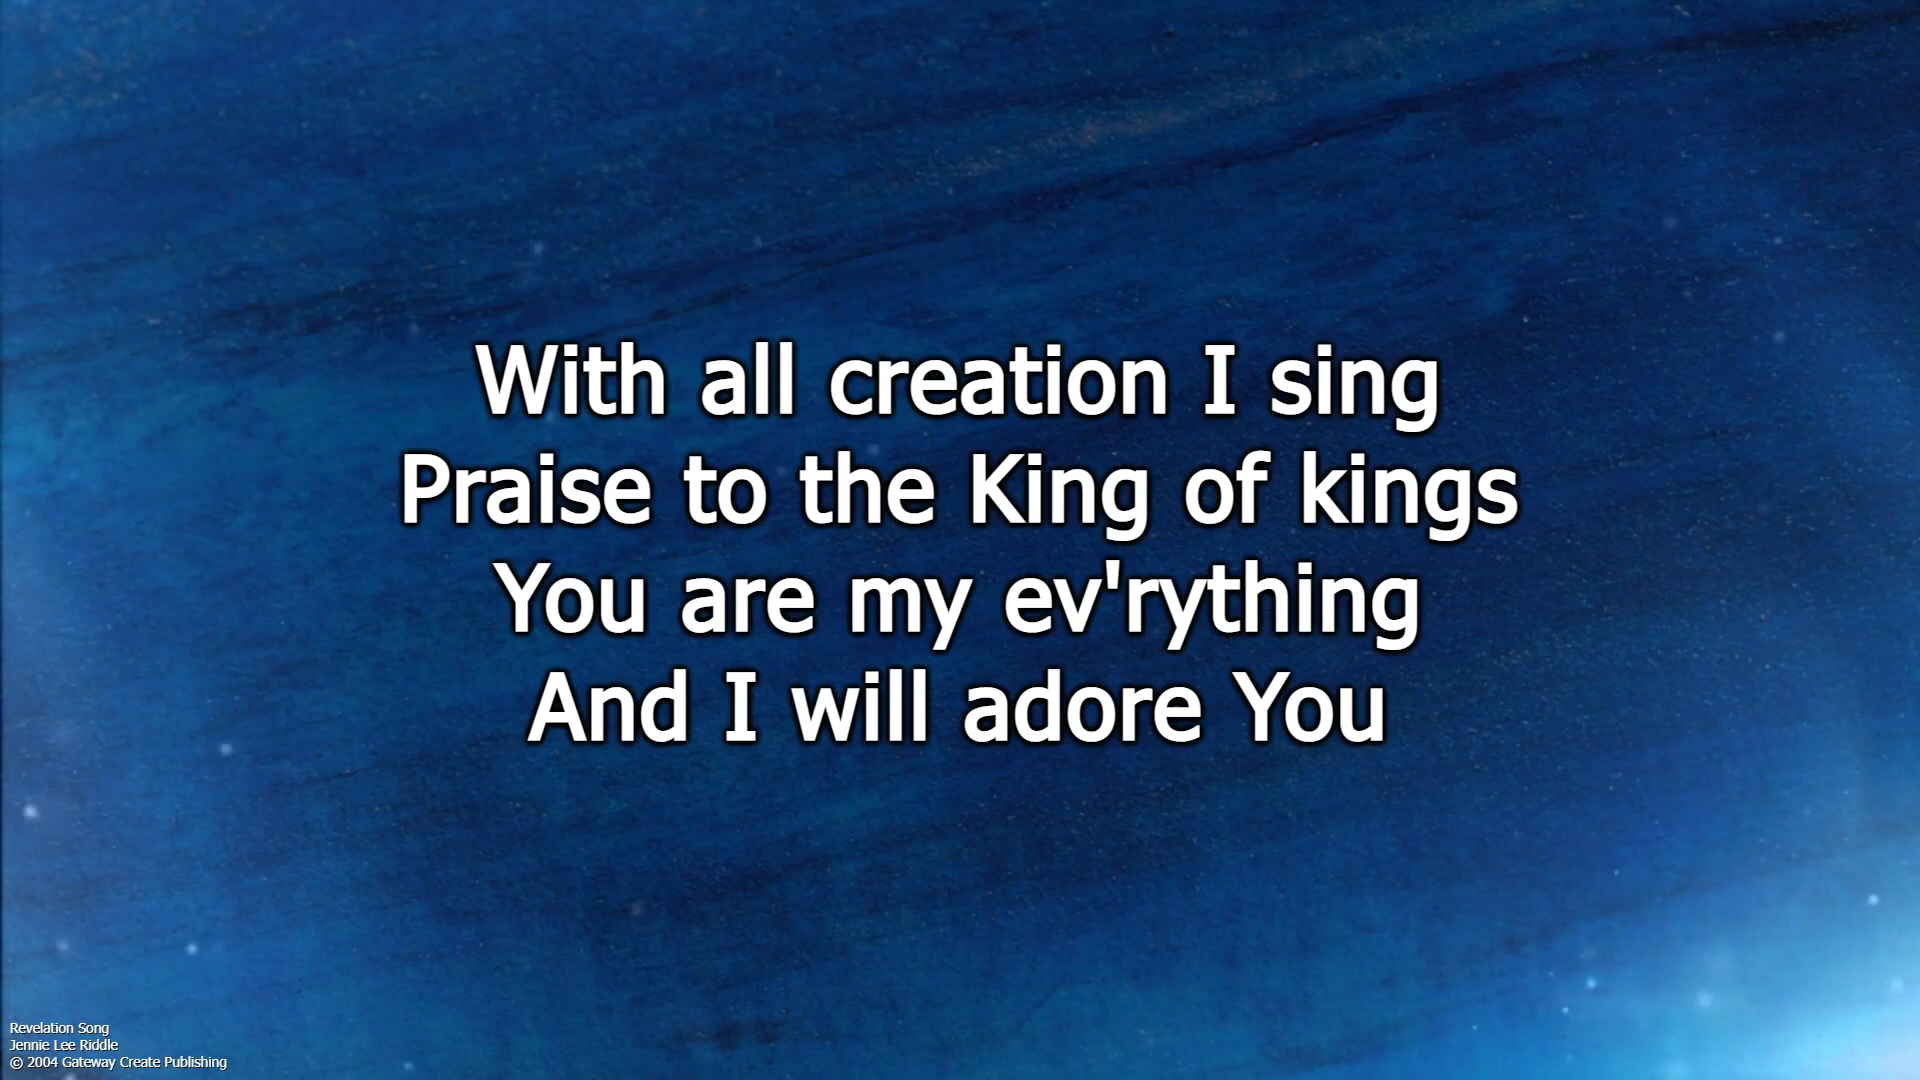 With all creation I sing
Praise to the King of kings
You are my ev'rything
And I will adore You
Revelation Song
Jennie Lee Riddle
© 2004 Gateway Create Publishing